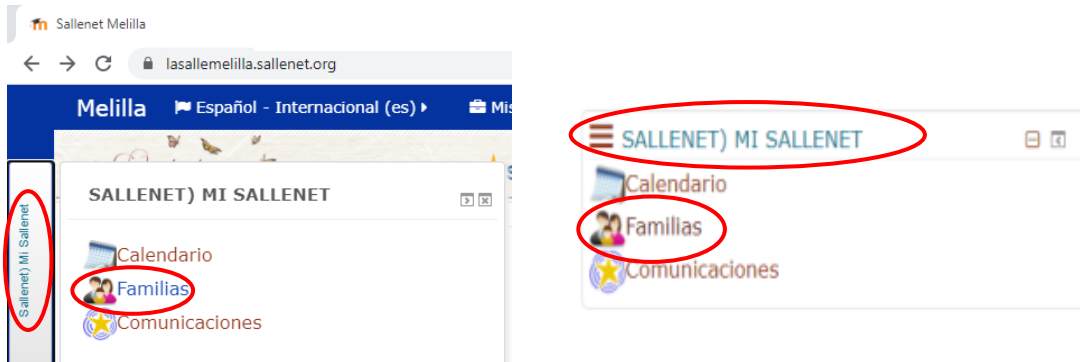 Sallenet Melilla
lasallemelilla.sallenet.org
Melilla Español - Internacional (es) Mis
Sallenet) Mi Sallenet
SALLENET) MI SALLENET
Calendario
Familias
Comunicaciones
SALLENET) MI SALLENET
Calendario
Familias
Comunicaciones